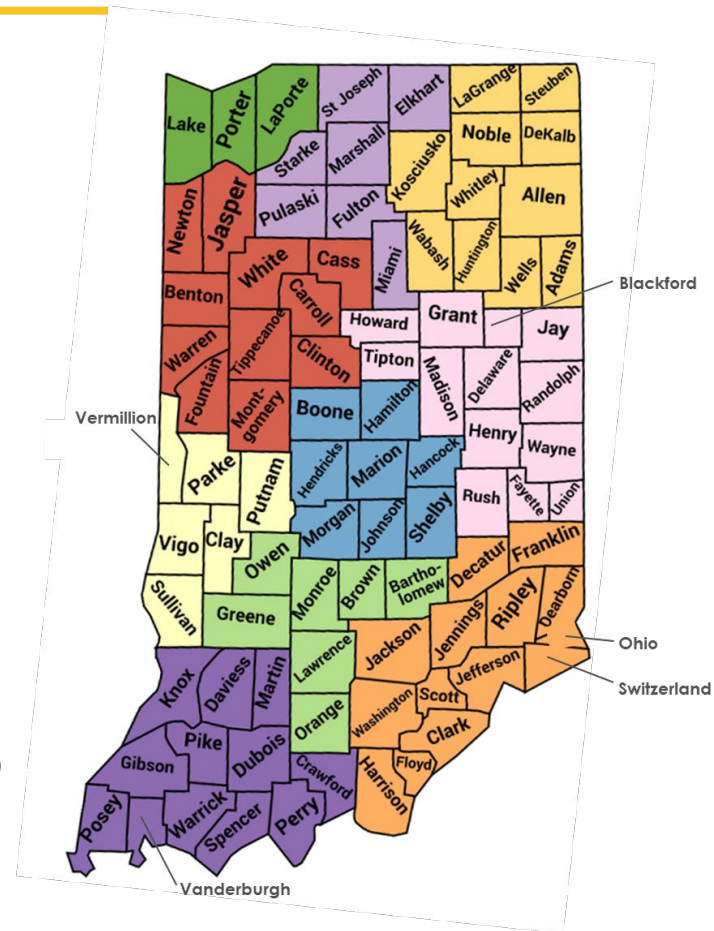 St Joseph
Elkhart
LaGrange
Steuben
Lake
Porter
LaPorte
Noble
DeKalb
Starke
Marshall
Kosciusko
Whitley
Allen
Newton
Jasper
Pulaski
Fulton
Wabash
Huntington
Wells
Adams
White
Cass
Miami
Blackford
Benton
Carroll
Howard
Grant
Jay
Warren
Tippecanoe
Clinton
Tipton
Madison
Delaware
Randolph
Fountain
Mont-
gomery
Boone
Hamilton
Vermillion
Henry
Wayne
Parke
Putnam
Hendricks
Marion
Hancock
Rush
Fayette
Union
Vigo
Clay
Morgan
Johnson
Shelby
Owen
Decatur
Franklin
Sullivan
Greene
Monroe
Brown
Bartho-
lomew
Jennings
Ripley
Dearborn
Ohio
Lawrence
Jackson
Jefferson
Switzerland
Knox
Daviess
Martin
Orange
Washington
Scott
Clark
Pike
Gibson
Dubois
Crawford
Harrison
Floyd
Posey
Warrick
Spencer
Perry
Vanderburgh
)